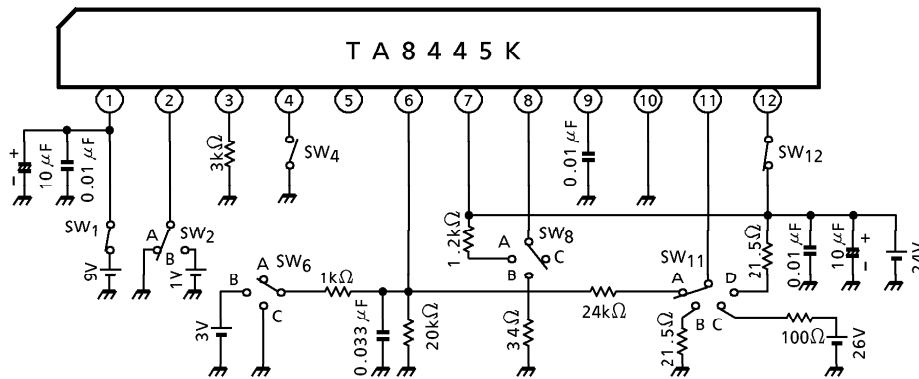 TA8445K
1 2 3 4 5 6 7 8 9 10 11 12
+ - 10 μF 0.01 μF 3kΩ SW4 0.01 μF SW12
SW1 A SW2 B 1.2kΩ A SW8 C B SW11 21.5Ω 0.01 μF 10 μF + - 24V
9V 1V B A SW6 C 1kΩ A D B C
3V 0.033 μF 20kΩ 34Ω 24kΩ 21.5Ω 100Ω 26V